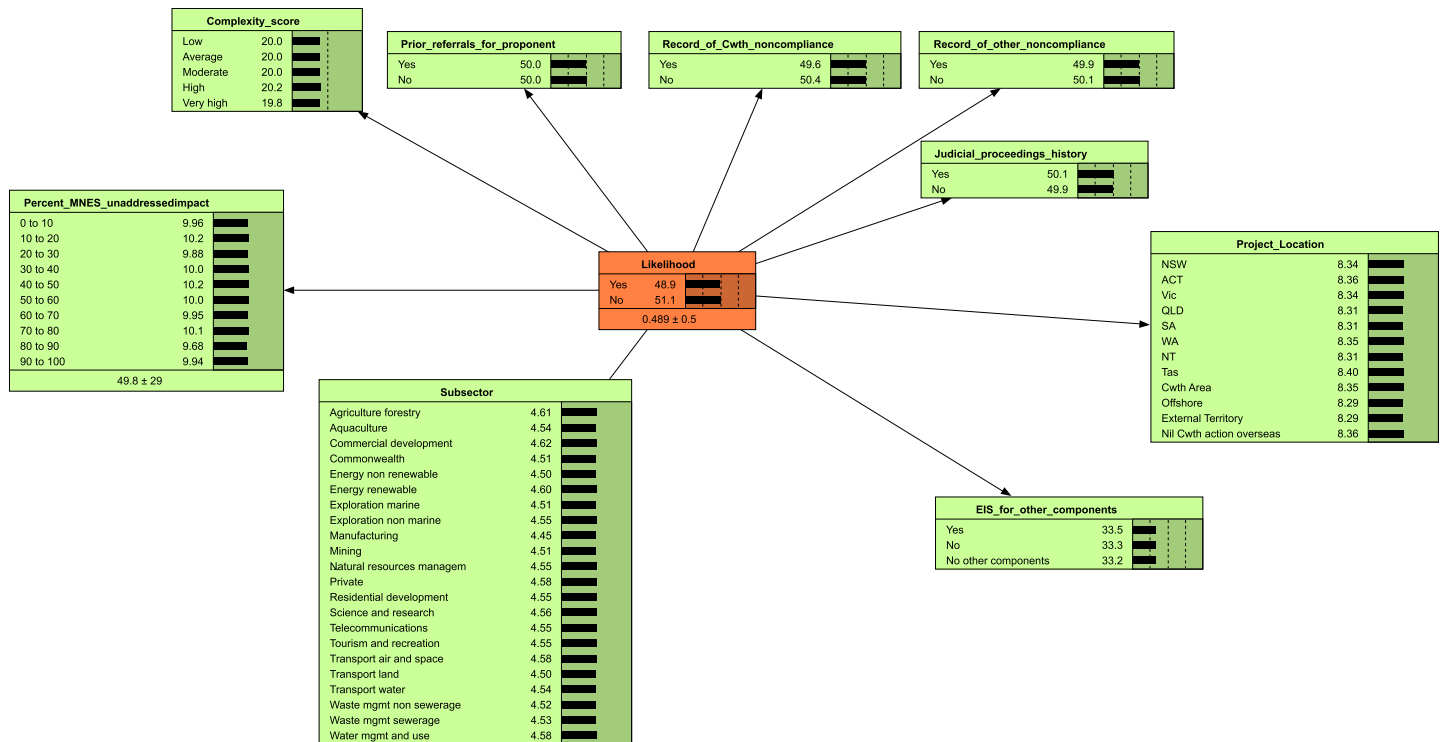 Complexity_score
Low 20.0
Average 20.0
Moderate 20.0
High 20.2
Very high 19.8
Prior_referrals_for_proponent
Yes 50.0
No 50.0
Record_of_Cwth_noncompliance
Yes 49.6
No 50.4
Record_of_other_noncompliance
Yes 49.9
No 50.1
Judicial_proceedings_history
Yes 50.1
No 49.9
Percent_MNES_unaddressedimpact
0 to 10 9.96
10 to 20 10.2
20 to 30 9.88
30 to 40 10.0
40 to 50 10.2
50 to 60 10.0
60 to 70 9.95
70 to 80 10.1
80 to 90 9.68
90 to 100 9.94
49.8 ± 29
Likelihood
Yes 48.9
No 51.1
0.489 ± 0.5
Project_Location
NSW 8.34
ACT 8.36
Vic 8.34
QLD 8.31
SA 8.31
WA 8.35
NT 8.31
Tas 8.40
Cwth Area 8.35
Offshore 8.29
External Territory 8.29
Nil Cwth action overseas 8.36
Subsector
Agriculture forestry 4.61
Aquaculture 4.54
Commercial development 4.62
Commonwealth 4.51
Energy non renewable 4.50
Energy renewable 4.60
Exploration marine 4.51
Exploration non marine 4.55
Manufacturing 4.45
Mining 4.51
Natural resources managem 4.55
Private 4.58
Residential development 4.55
Science and research 4.56
Telecommunications 4.55
Tourism and recreation 4.55
Transport air and space 4.58
Transport land 4.50
Transport water 4.54
Waste mgmt non sewerage 4.52
Waste mgmt sewerage 4.53
Water mgmt and use 4.58
EIS_for_other_components
Yes 33.5
No 33.3
No other components 33.2